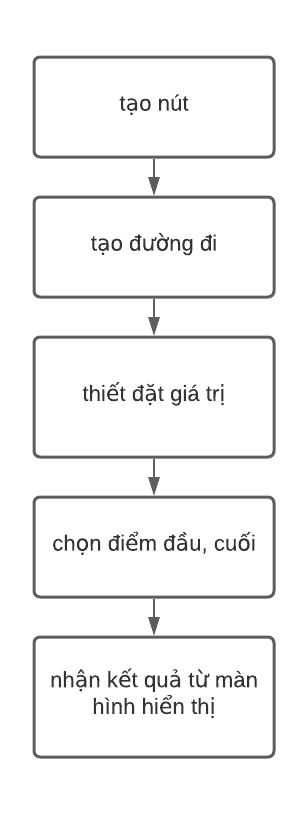 tạo nút
tạo đường đi
thiết đặt giá trị
chọn điểm đầu, cuối
nhận kết quả từ màn
hình hiển thị